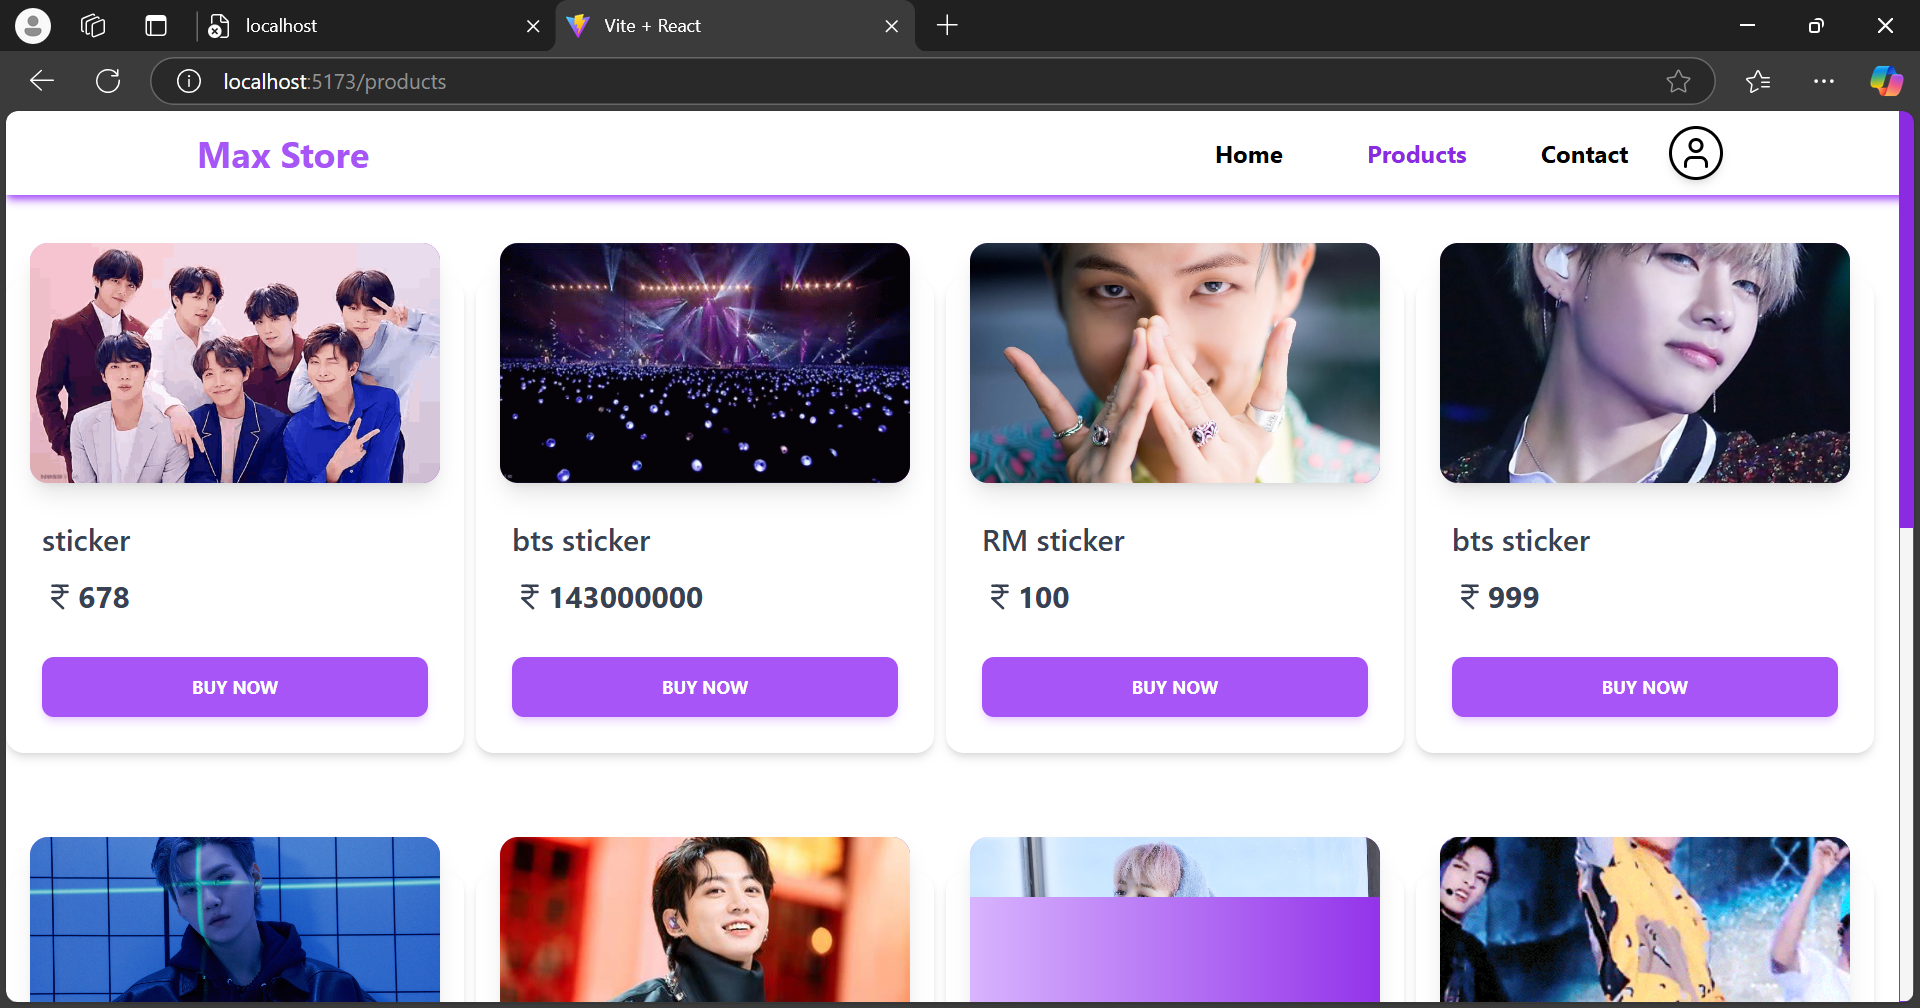 localhost
Vite + React
localhost:5173/products
Max Store
Home
Products
Contact
sticker
₹ 678
BUY NOW
bts sticker
₹ 143000000
BUY NOW
RM sticker
₹ 100
BUY NOW
bts sticker
₹ 999
BUY NOW